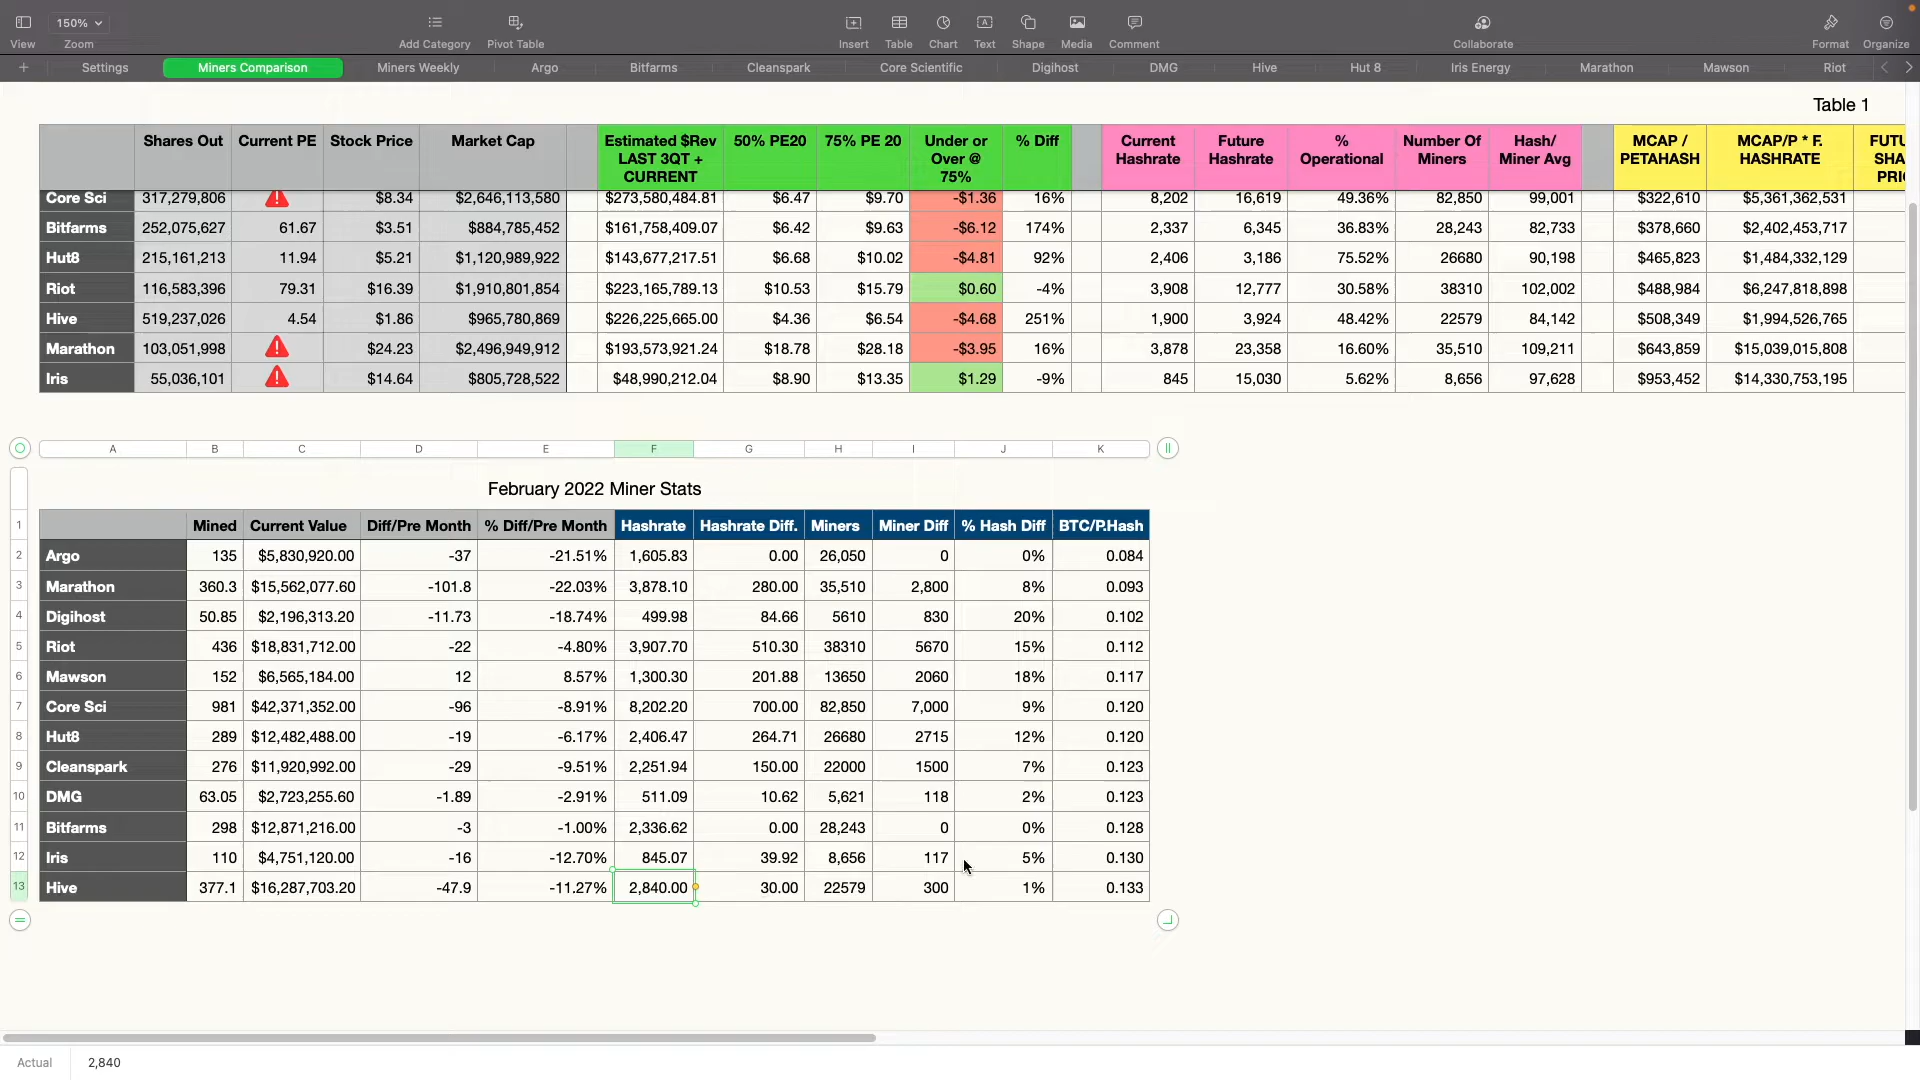 150%
View Zoom Add Category Pivot Table Insert Table Chart Text Shape Media Comment Collaborate Format Organize
+ Settings Miners Comparison Miners Weekly Argo Bitfarms Cleanspark Core Scientific Digihost DMG Hive Hut 8 Iris Energy Marathon Mawson Riot
Table 1
Shares Out Current PE Stock Price Market Cap Estimated $Rev LAST 3QT + CURRENT 50% PE20 75% PE 20 Under or Over @ 75% % Diff Current Hashrate Future Hashrate % Operational Number Of Miners Hash/ Miner Avg MCAP / PETAHASH MCAP/P * F. HASHRATE FUTU SHA PRI
Core Sci 317,279,806 $8.34 $2,646,113,580 $273,580,484.81 $6.47 $9.70 -$1.36 16% 8,202 16,619 49.36% 82,850 99,001 $322,610 $5,361,362,531
Bitfarms 252,075,627 61.67 $3.51 $884,785,452 $161,758,409.07 $6.42 $9.63 -$6.12 174% 2,337 6,345 36.83% 28,243 82,733 $378,660 $2,402,453,717
Hut8 215,161,213 11.94 $5.21 $1,120,989,922 $143,677,217.51 $6.68 $10.02 -$4.81 92% 2,406 3,186 75.52% 26680 90,198 $465,823 $1,484,332,129
Riot 116,583,396 79.31 $16.39 $1,910,801,854 $223,165,789.13 $10.53 $15.79 $0.60 -4% 3,908 12,777 30.58% 38310 102,002 $488,984 $6,247,818,898
Hive 519,237,026 4.54 $1.86 $965,780,869 $226,225,665.00 $4.36 $6.54 -$4.68 251% 1,900 3,924 48.42% 22579 84,142 $508,349 $1,994,526,765
Marathon 103,051,998 $24.23 $2,496,949,912 $193,573,921.24 $18.78 $28.18 -$3.95 16% 3,878 23,358 16.60% 35,510 109,211 $643,859 $15,039,015,808
Iris 55,036,101 $14.64 $805,728,522 $48,990,212.04 $8.90 $13.35 $1.29 -9% 845 15,030 5.62% 8,656 97,628 $953,452 $14,330,753,195
A B C D E F G H I J K
February 2022 Miner Stats
1 Mined Current Value Diff/Pre Month % Diff/Pre Month Hashrate Hashrate Diff. Miners Miner Diff % Hash Diff BTC/P.Hash
2 Argo 135 $5,830,920.00 -37 -21.51% 1,605.83 0.00 26,050 0 0% 0.084
3 Marathon 360.3 $15,562,077.60 -101.8 -22.03% 3,878.10 280.00 35,510 2,800 8% 0.093
4 Digihost 50.85 $2,196,313.20 -11.73 -18.74% 499.98 84.66 5610 830 20% 0.102
5 Riot 436 $18,831,712.00 -22 -4.80% 3,907.70 510.30 38310 5670 15% 0.112
6 Mawson 152 $6,565,184.00 12 8.57% 1,300.30 201.88 13650 2060 18% 0.117
7 Core Sci 981 $42,371,352.00 -96 -8.91% 8,202.20 700.00 82,850 7,000 9% 0.120
8 Hut8 289 $12,482,488.00 -19 -6.17% 2,406.47 264.71 26680 2715 12% 0.120
9 Cleanspark 276 $11,920,992.00 -29 -9.51% 2,251.94 150.00 22000 1500 7% 0.123
10 DMG 63.05 $2,723,255.60 -1.89 -2.91% 511.09 10.62 5,621 118 2% 0.123
11 Bitfarms 298 $12,871,216.00 -3 -1.00% 2,336.62 0.00 28,243 0 0% 0.128
12 Iris 110 $4,751,120.00 -16 -12.70% 845.07 39.92 8,656 117 5% 0.130
13 Hive 377.1 $16,287,703.20 -47.9 -11.27% 2,840.00 30.00 22579 300 1% 0.133
Actual 2,840